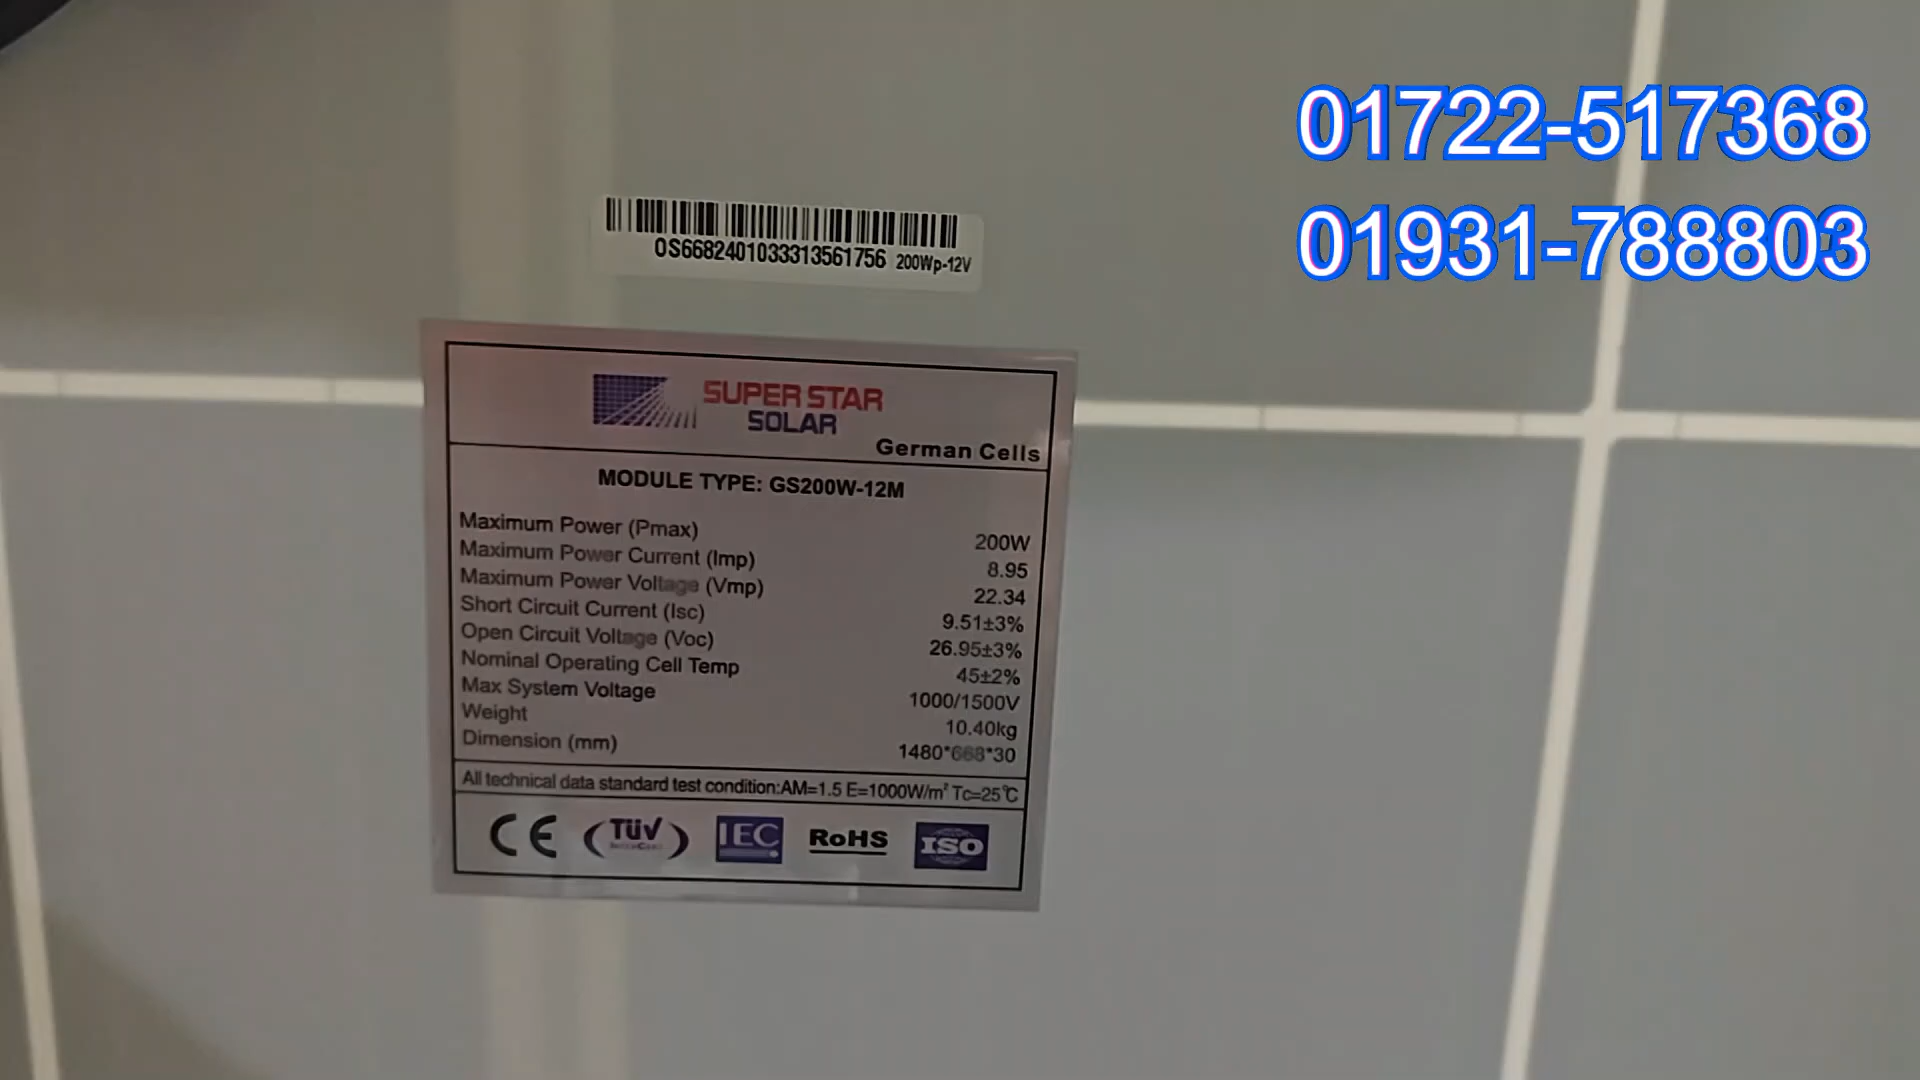 01722-517368
01931-788803
OS6682401033313561756 200Wp-12V
SUPER STAR
SOLAR
German Cells
MODULE TYPE: GS200W-12M
Maximum Power (Pmax) 200W
Maximum Power Current (Imp) 8.95
Maximum Power Voltage (Vmp) 22.34
Short Circuit Current (Isc) 9.51±3%
Open Circuit Voltage (Voc) 26.95±3%
Nominal Operating Cell Temp 45±2%
Max System Voltage 1000/1500V
Weight 10.40kg
Dimension (mm) 1480*668*30
All technical data standard test condition:AM=1.5 E=1000W/m² Tc=25℃
CE TÜV IEC RoHS ISO